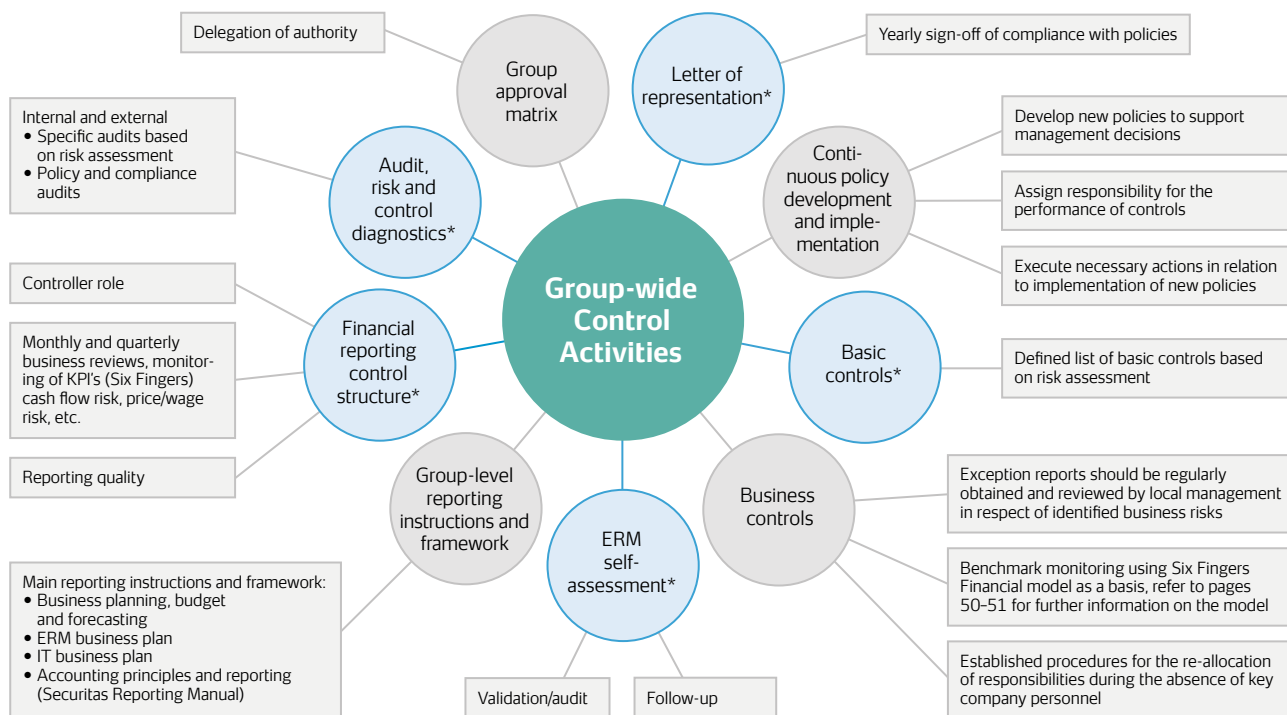 Delegation of authority
Group
approval
matrix
Letter of
representation*
Yearly sign-off of compliance with policies
Internal and external
• Specific audits based
on risk assessment
• Policy and compliance
audits
Audit,
risk and
control
diagnostics*
Conti-
nuous policy
development
and imple-
mentation
Develop new policies to support
management decisions
Assign responsibility for the
performance of controls
Execute necessary actions in relation
to implementation of new policies
Group-wide
Control
Activities
Controller role
Monthly and quarterly
business reviews, monitor-
ing of KPI's (Six Fingers)
cash flow risk, price/wage
risk, etc.
Reporting quality
Financial
reporting
control
structure*
Basic
controls*
Defined list of basic controls based
on risk assessment
Group-level
reporting
instructions and
framework
Main reporting instructions and framework:
• Business planning, budget
and forecasting
• ERM business plan
• IT business plan
• Accounting principles and reporting
(Securitas Reporting Manual)
ERM
self-
assessment*
Validation/audit
Follow-up
Business
controls
Exception reports should be regularly
obtained and reviewed by local management
in respect of identified business risks
Benchmark monitoring using Six Fingers
Financial model as a basis, refer to pages
50–51 for further information on the model
Established procedures for the re-allocation
of responsibilities during the absence of key
company personnel